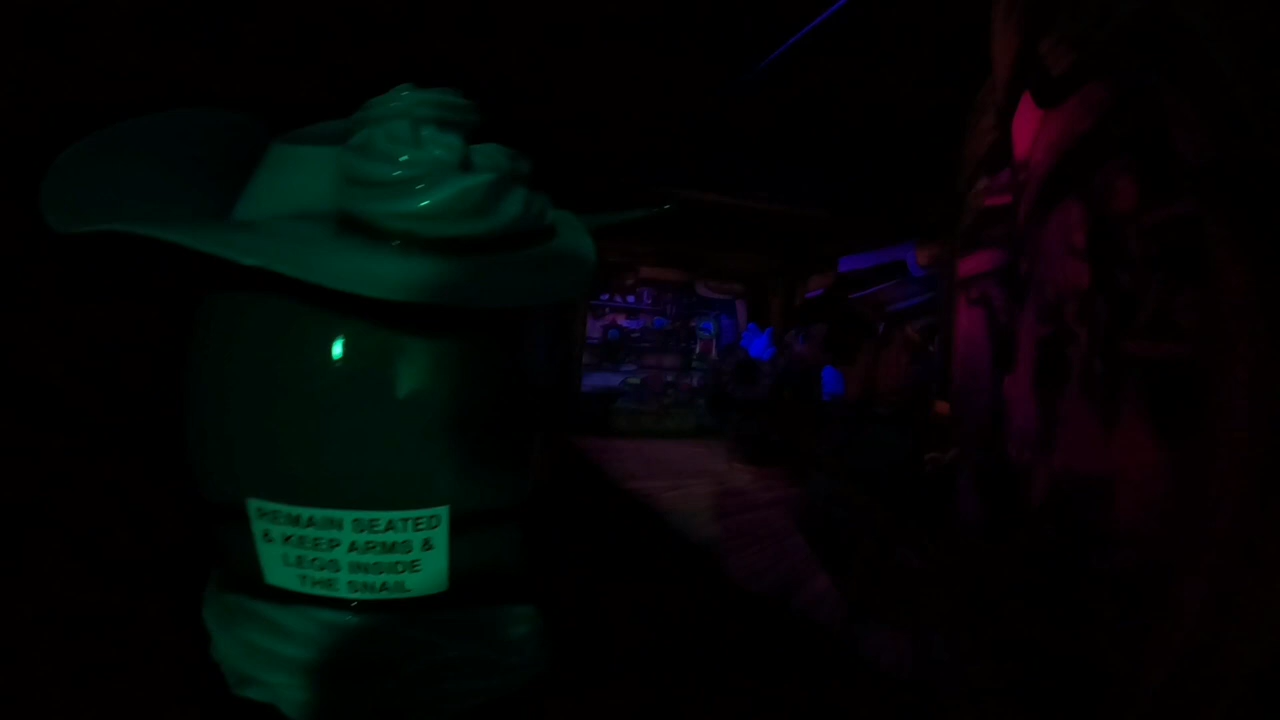 REMAIN SEATED
& KEEP ARMS &
LEGS INSIDE
THE SNAIL